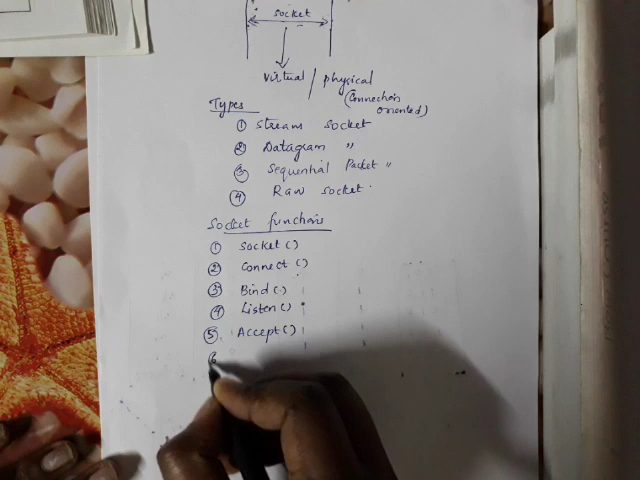 socket
virtual / physical
(Connection
oriented)
Types
① Stream Socket
② Datagram "
③ Sequential Packet "
④ Raw socket.
Socket functions
① Socket ()
② Connect ()
③ Bind ()
④ Listen ()
⑤. Accept ()
⑥